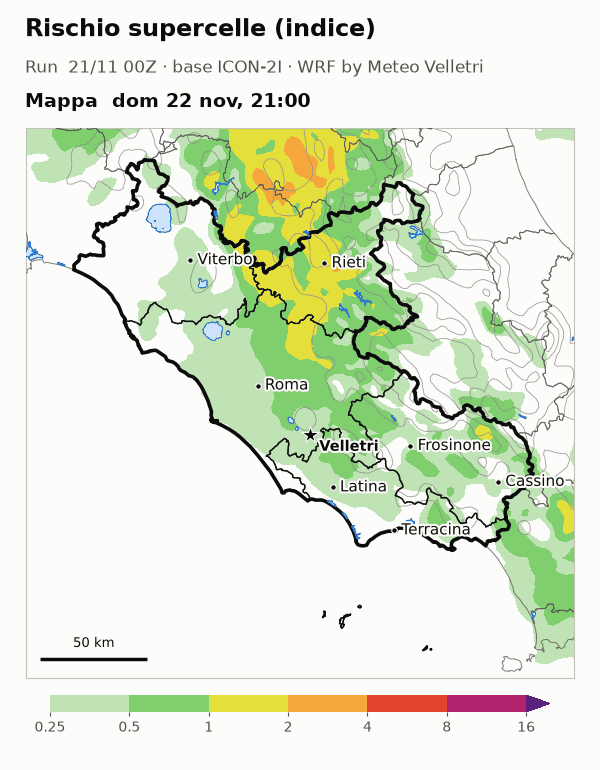 Rischio supercelle (indice)
Run  21/11 00Z · base ICON-2I · WRF by Meteo Velletri
Mappa  dom 22 nov, 21:00
Viterbo
Rieti
Roma
Velletri
Frosinone
Cassino
Latina
Terracina
50 km
0.25 0.5 1 2 4 8 16